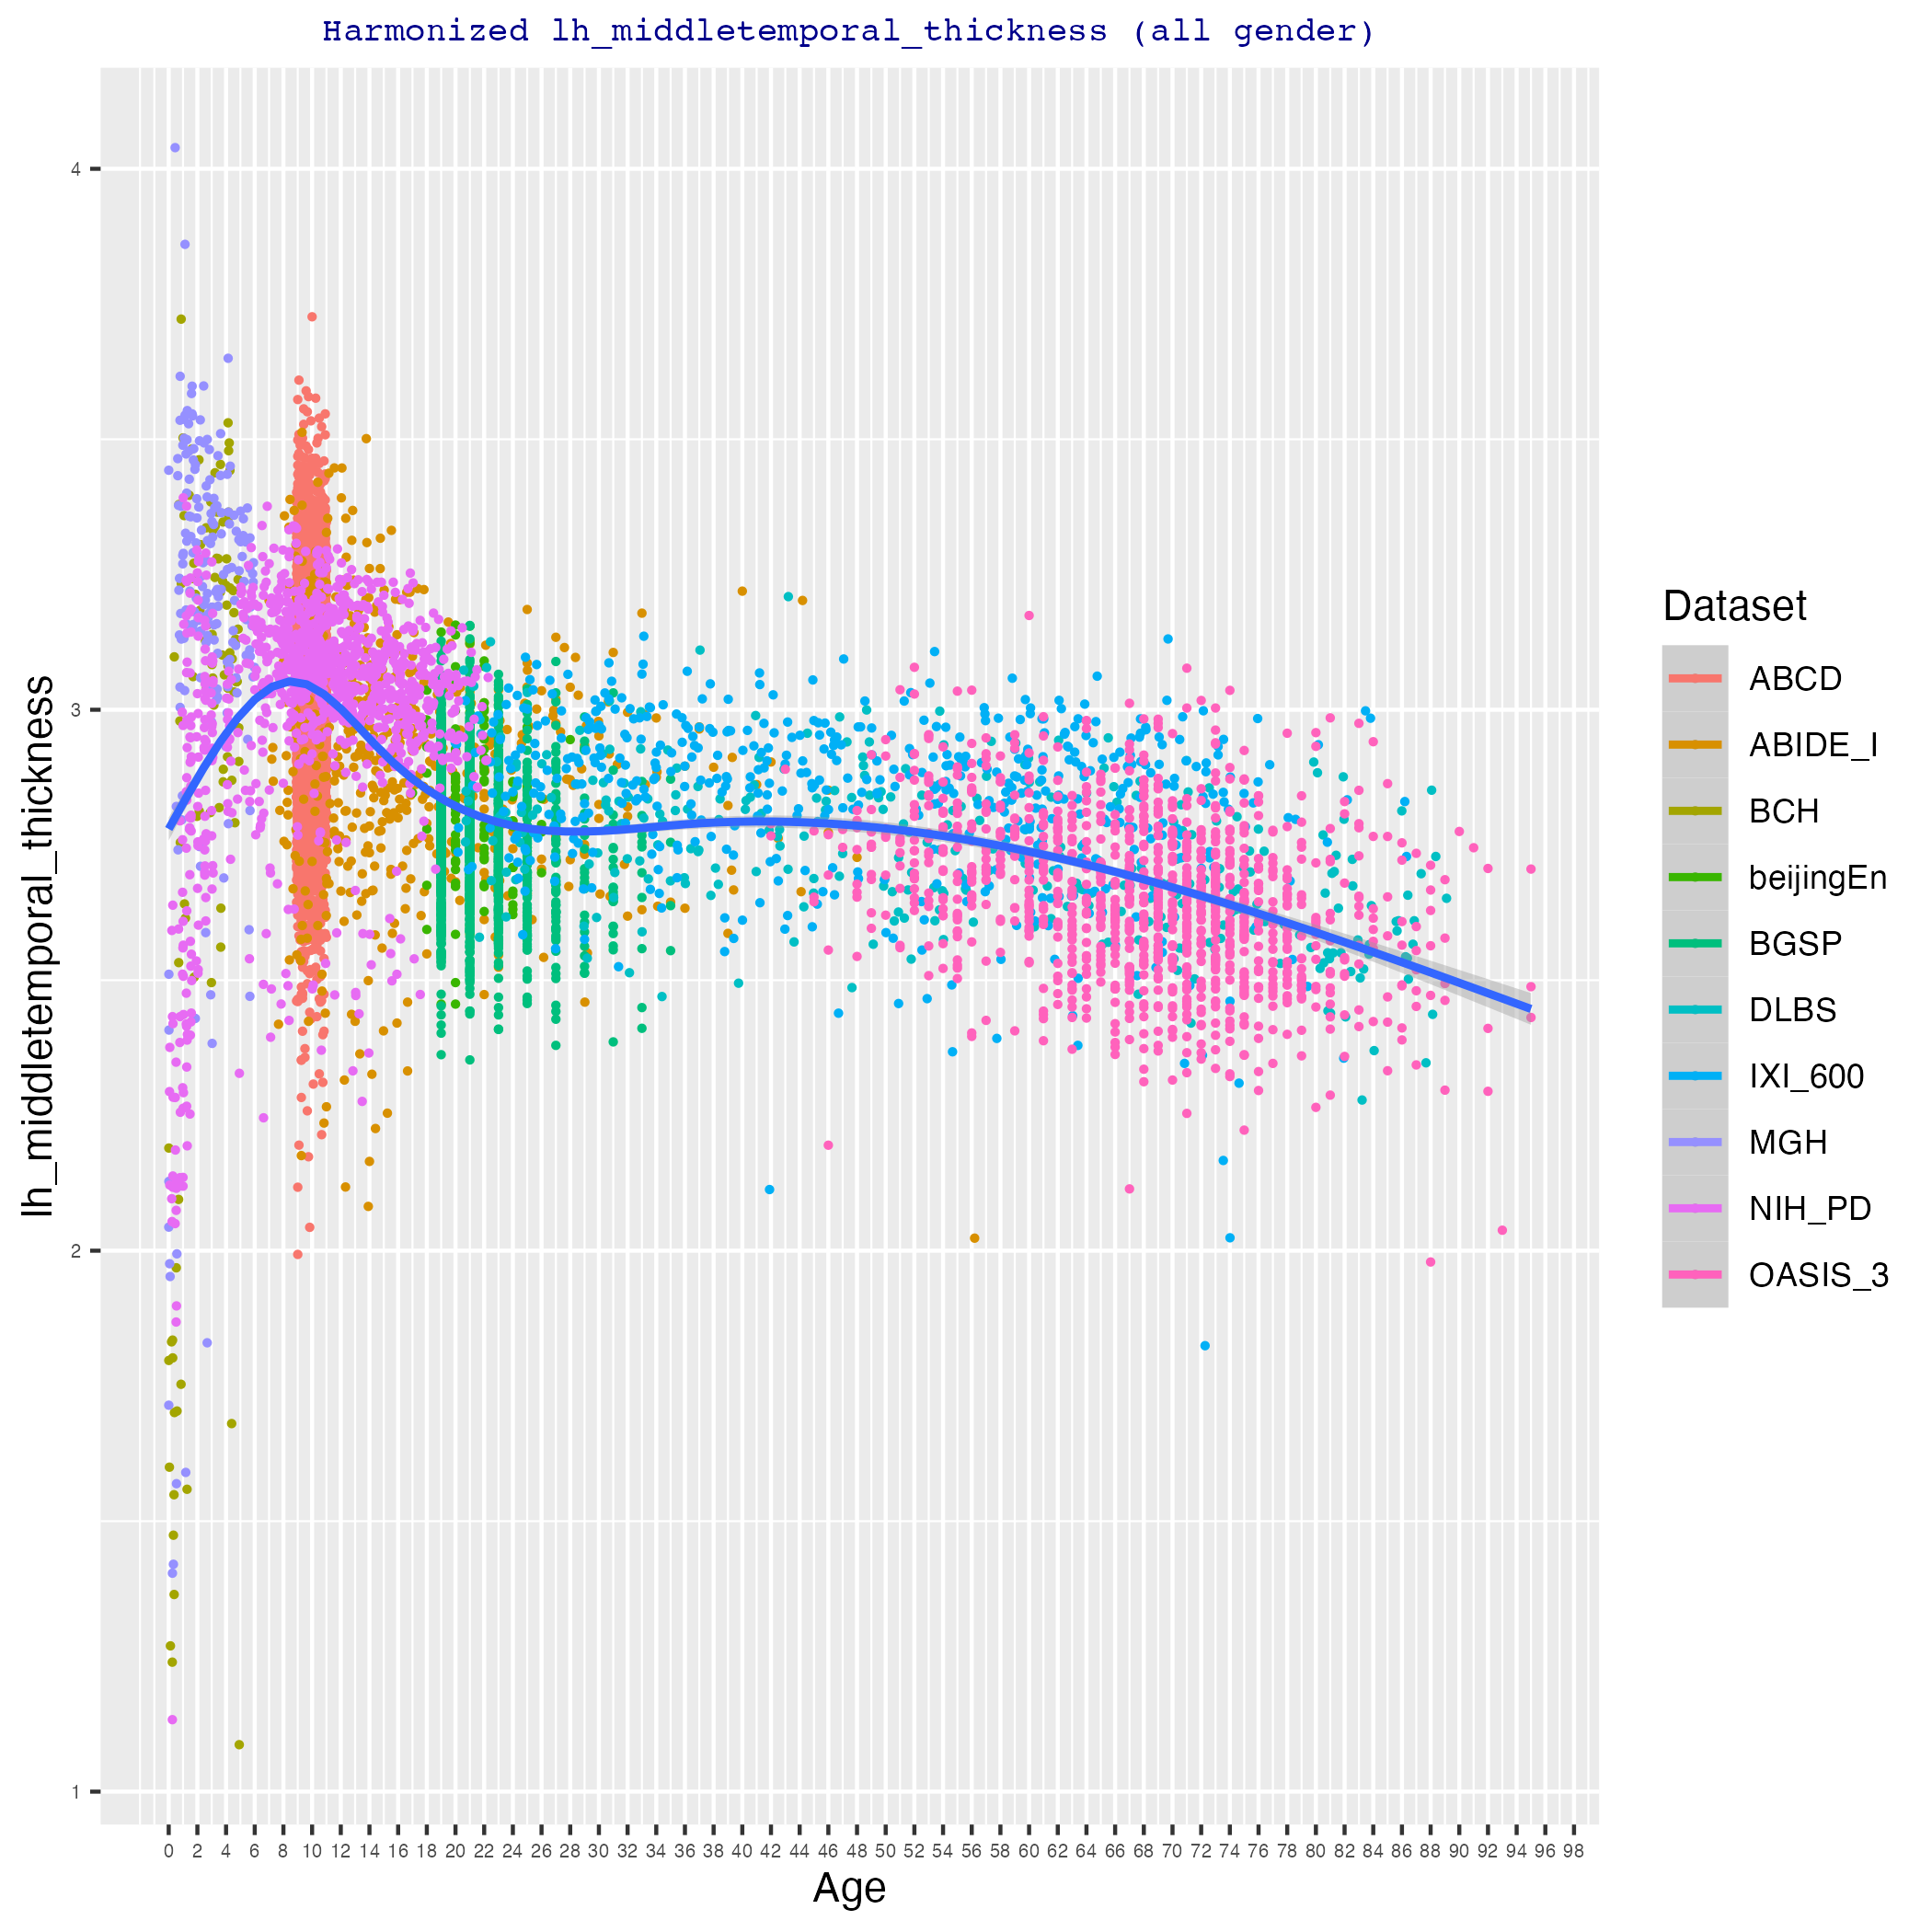 Harmonized lh_middletemporal_thickness (all gender)
lh_middletemporal_thickness
4
3
2
1
0 2 4 6 8 10 12 14 16 18 20 22 24 26 28 30 32 34 36 38 40 42 44 46 48 50 52 54 56 58 60 62 64 66 68 70 72 74 76 78 80 82 84 86 88 90 92 94 96 98
Age
Dataset
ABCD
ABIDE_I
BCH
beijingEn
BGSP
DLBS
IXI_600
MGH
NIH_PD
OASIS_3